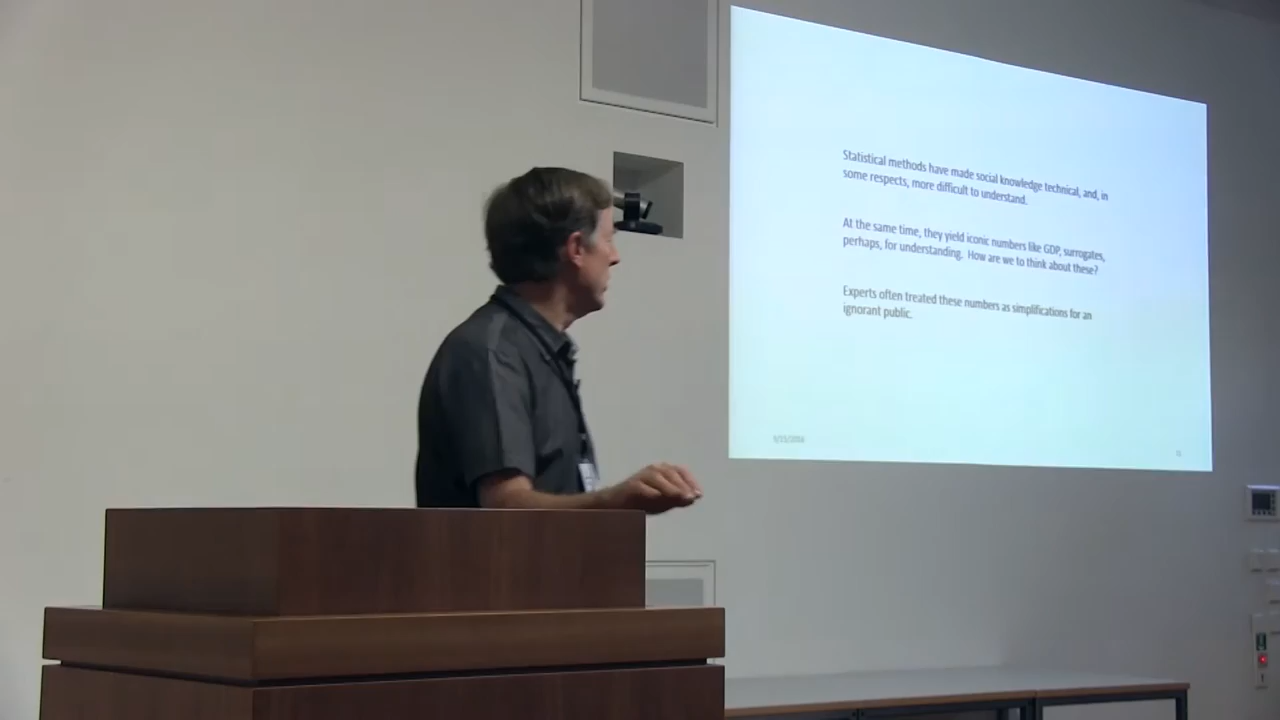 Statistical methods have made social knowledge technical, and, in
some respects, more difficult to understand.
At the same time, they yield iconic numbers like GDP, surrogates,
perhaps, for understanding. How are we to think about these?
Experts often treated these numbers as simplifications for an
ignorant public.